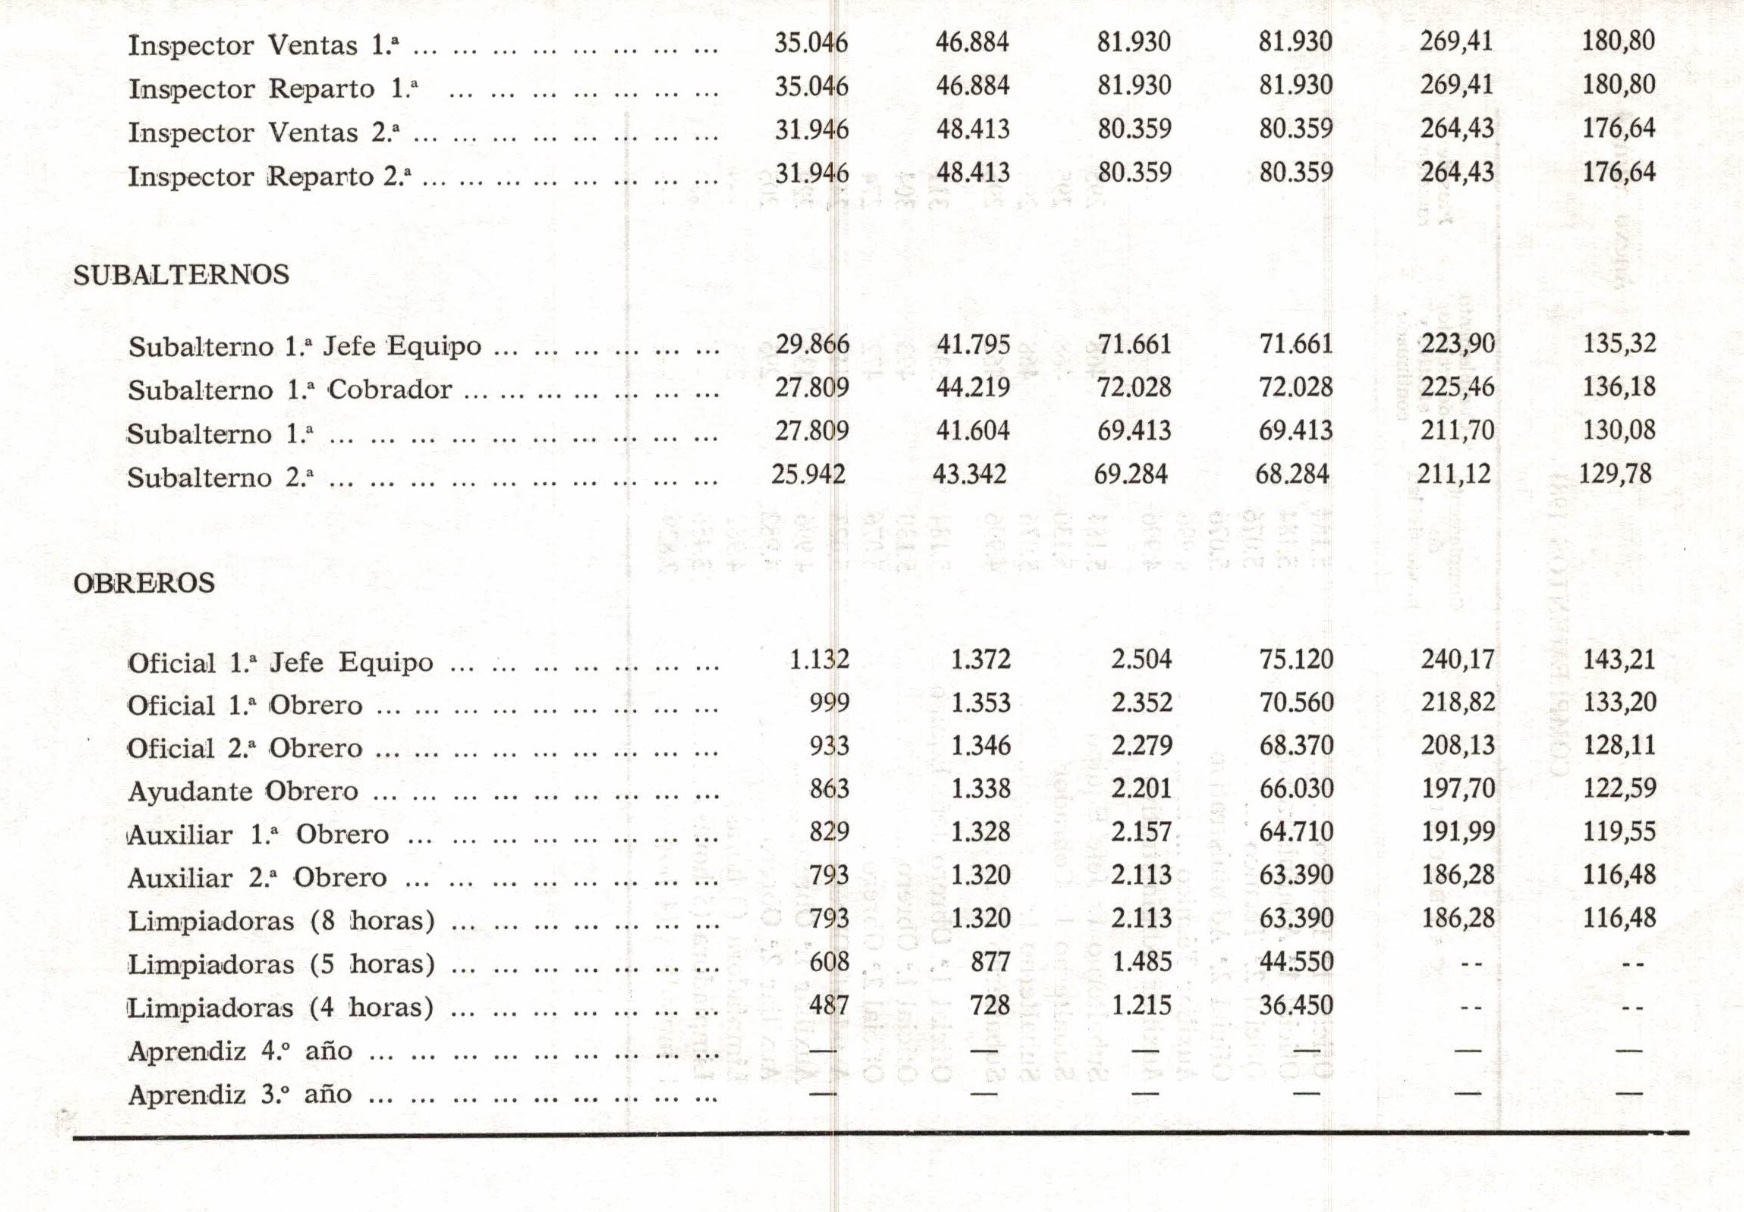 Inspector Ventas 1.ª ... ... ... ... ... ... ... ... 35.046 46.884 81.930 81.930 269,41 180,80
Inspector Reparto 1.ª ... ... ... ... ... ... ... 35.046 46.884 81.930 81.930 269,41 180,80
Inspector Ventas 2.ª ... ... ... ... ... ... ... ... 31.946 48.413 80.359 80.359 264,43 176,64
Inspector Reparto 2.ª ... ... ... ... ... ... ... ... 31.946 48.413 80.359 80.359 264,43 176,64
SUBALTERNOS
Subalterno 1.ª Jefe Equipo ... ... ... ... ... ... 29.866 41.795 71.661 71.661 223,90 135,32
Subalterno 1.ª Cobrador ... ... ... ... ... ... ... 27.809 44.219 72.028 72.028 225,46 136,18
Subalterno 1.ª ... ... ... ... ... ... ... ... ... ... 27.809 41.604 69.413 69.413 211,70 130,08
Subalterno 2.ª ... ... ... ... ... ... ... ... ... ... 25.942 43.342 69.284 68.284 211,12 129,78
OBREROS
Oficial 1.ª Jefe Equipo ... ... ... ... ... ... ... 1.132 1.372 2.504 75.120 240,17 143,21
Oficial 1.ª Obrero ... ... ... ... ... ... ... ... ... 999 1.353 2.352 70.560 218,82 133,20
Oficial 2.ª Obrero ... ... ... ... ... ... ... ... ... 933 1.346 2.279 68.370 208,13 128,11
Ayudante Obrero ... ... ... ... ... ... ... ... ... 863 1.338 2.201 66.030 197,70 122,59
Auxiliar 1.ª Obrero ... ... ... ... ... ... ... ... 829 1.328 2.157 64.710 191,99 119,55
Auxiliar 2.ª Obrero ... ... ... ... ... ... ... ... 793 1.320 2.113 63.390 186,28 116,48
Limpiadoras (8 horas) ... ... ... ... ... ... ... 793 1.320 2.113 63.390 186,28 116,48
Limpiadoras (5 horas) ... ... ... ... ... ... ... 608 877 1.485 44.550 -- --
Limpiadoras (4 horas) ... ... ... ... ... ... ... 487 728 1.215 36.450 -- --
Aprendiz 4.º año ... ... ... ... ... ... ... ... ... — — — — — —
Aprendiz 3.º año ... ... ... ... ... ... ... ... ... — — — — — —